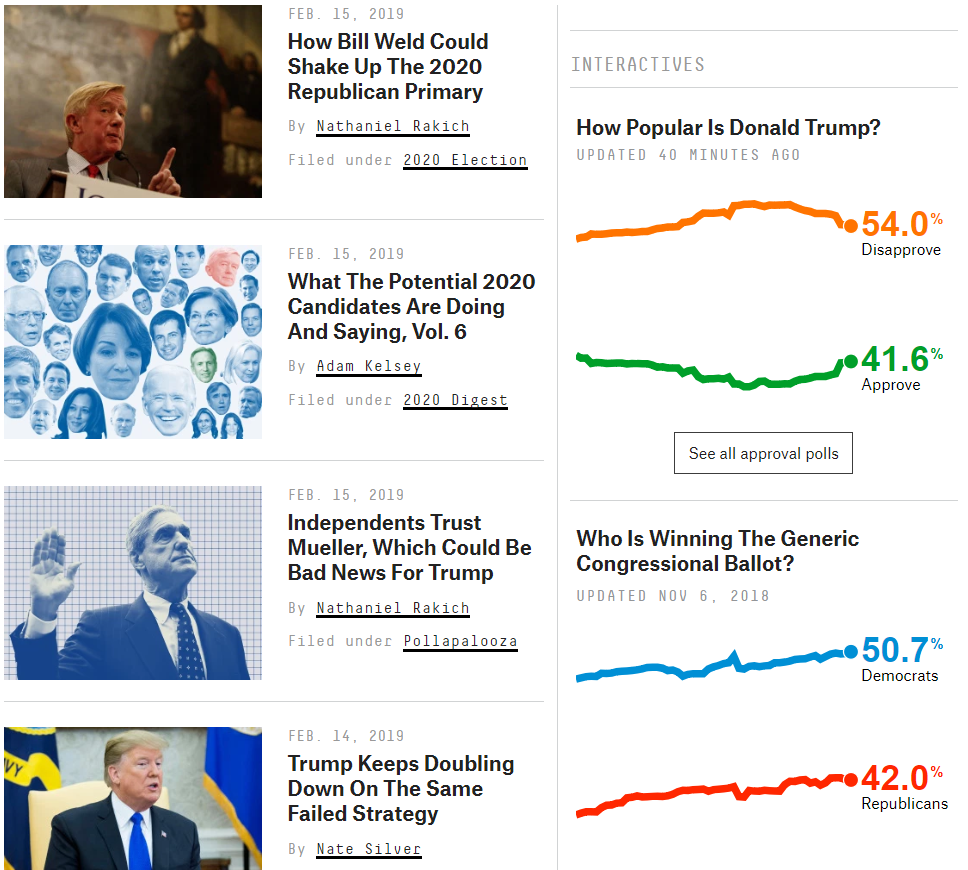 FEB. 15, 2019
How Bill Weld Could
Shake Up The 2020
Republican Primary
By Nathaniel Rakich
Filed under 2020 Election
FEB. 15, 2019
What The Potential 2020
Candidates Are Doing
And Saying, Vol. 6
By Adam Kelsey
Filed under 2020 Digest
FEB. 15, 2019
Independents Trust
Mueller, Which Could Be
Bad News For Trump
By Nathaniel Rakich
Filed under Pollapalooza
FEB. 14, 2019
Trump Keeps Doubling
Down On The Same
Failed Strategy
By Nate Silver
INTERACTIVES
How Popular Is Donald Trump?
UPDATED 40 MINUTES AGO
54.0%
Disapprove
41.6%
Approve
See all approval polls
Who Is Winning The Generic
Congressional Ballot?
UPDATED NOV 6, 2018
50.7%
Democrats
42.0%
Republicans